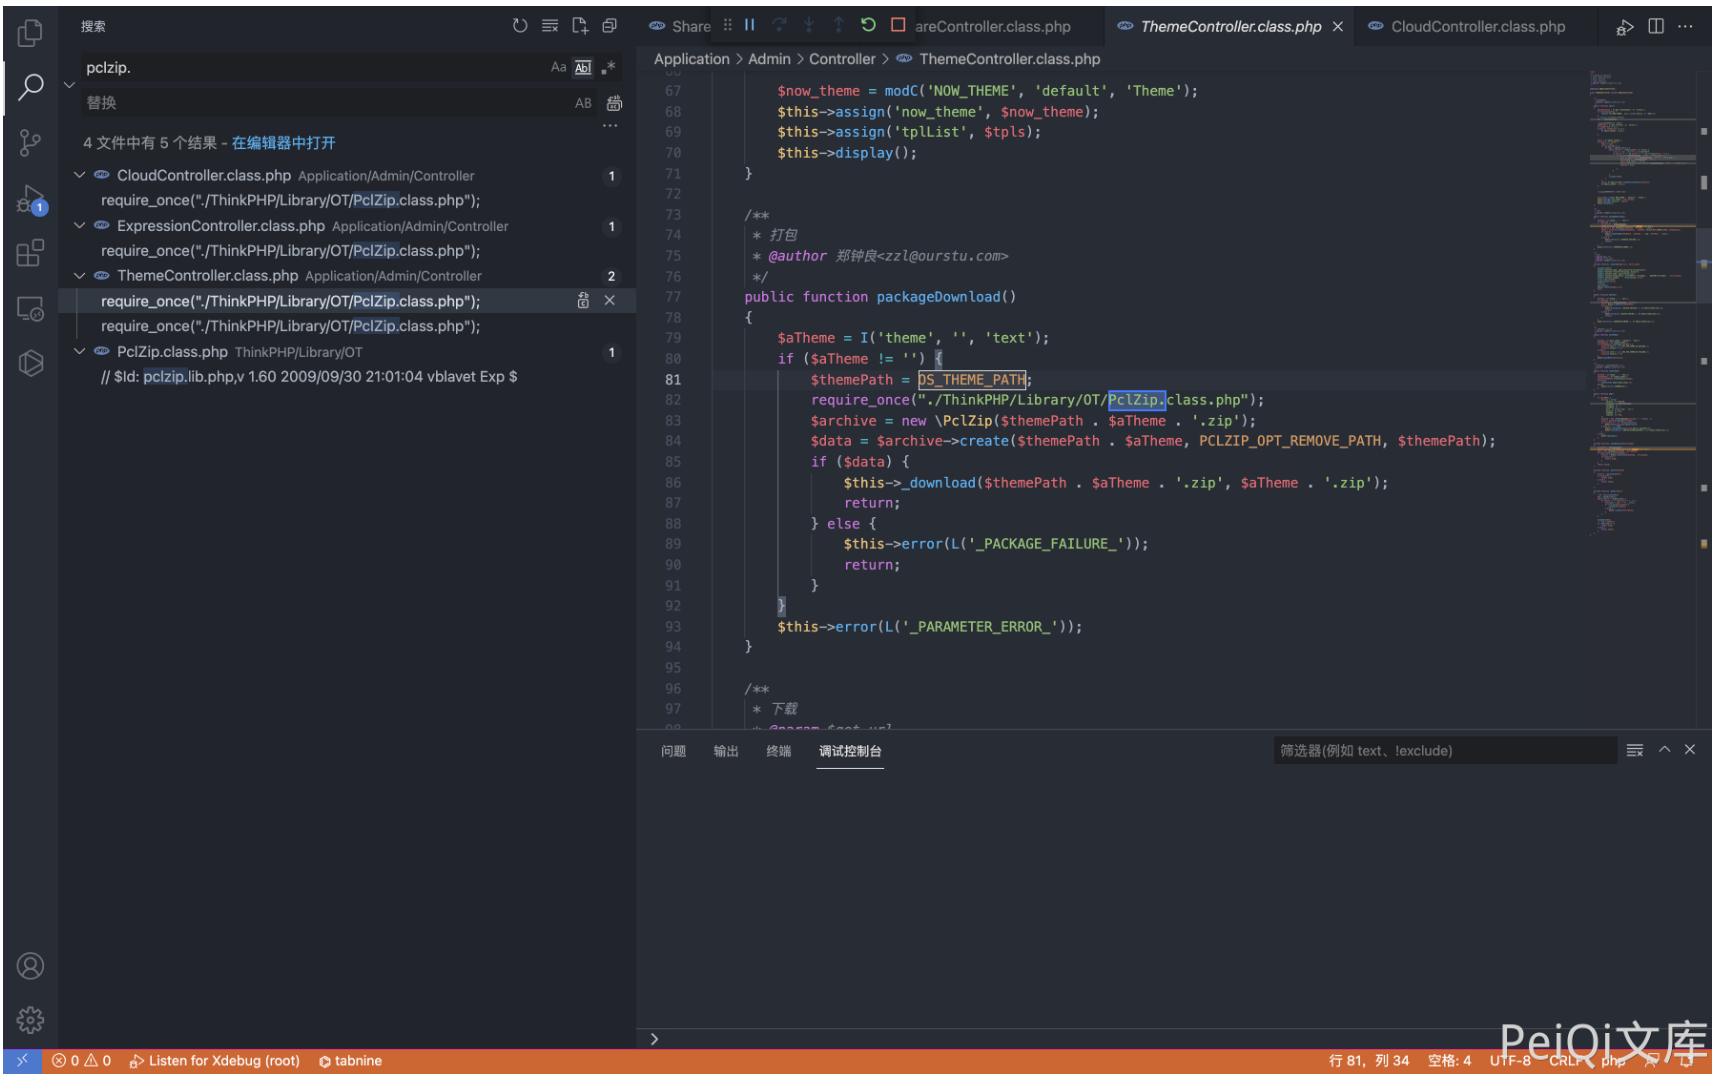 搜索
pclzip.
Aa
Abl
.*
替换
AB
4 文件中有 5 个结果 - 在编辑器中打开
CloudController.class.php Application/Admin/Controller 1
require_once("./ThinkPHP/Library/OT/PclZip.class.php");
ExpressionController.class.php Application/Admin/Controller 1
require_once("./ThinkPHP/Library/OT/PclZip.class.php");
ThemeController.class.php Application/Admin/Controller 2
require_once("./ThinkPHP/Library/OT/PclZip.class.php");
require_once("./ThinkPHP/Library/OT/PclZip.class.php");
PclZip.class.php ThinkPHP/Library/OT 1
// $Id: pclzip.lib.php,v 1.60 2009/09/30 21:01:04 vblavet Exp $
1
Share
areController.class.php
ThemeController.class.php
CloudController.class.php
Application > Admin > Controller > ThemeController.class.php
67 $now_theme = modC('NOW_THEME', 'default', 'Theme');
68 $this->assign('now_theme', $now_theme);
69 $this->assign('tplList', $tpls);
70 $this->display();
71 }
72
73 /**
74 * 打包
75 * @author 郑钟良<zzl@ourstu.com>
76 */
77 public function packageDownload()
78 {
79 $aTheme = I('theme', '', 'text');
80 if ($aTheme != '') {
81 $themePath = OS_THEME_PATH;
82 require_once("./ThinkPHP/Library/OT/PclZip.class.php");
83 $archive = new \PclZip($themePath . $aTheme . '.zip');
84 $data = $archive->create($themePath . $aTheme, PCLZIP_OPT_REMOVE_PATH, $themePath);
85 if ($data) {
86 $this->_download($themePath . $aTheme . '.zip', $aTheme . '.zip');
87 return;
88 } else {
89 $this->error(L('_PACKAGE_FAILURE_'));
90 return;
91 }
92 }
93 $this->error(L('_PARAMETER_ERROR_'));
94 }
95
96 /**
97 * 下载
98 * @param $get_url
问题 输出 终端 调试控制台
筛选器(例如 text、!exclude)
PeiQi文库
0 0 Listen for Xdebug (root) tabnine
行 81，列 34 空格: 4 UTF-8 CRLF php